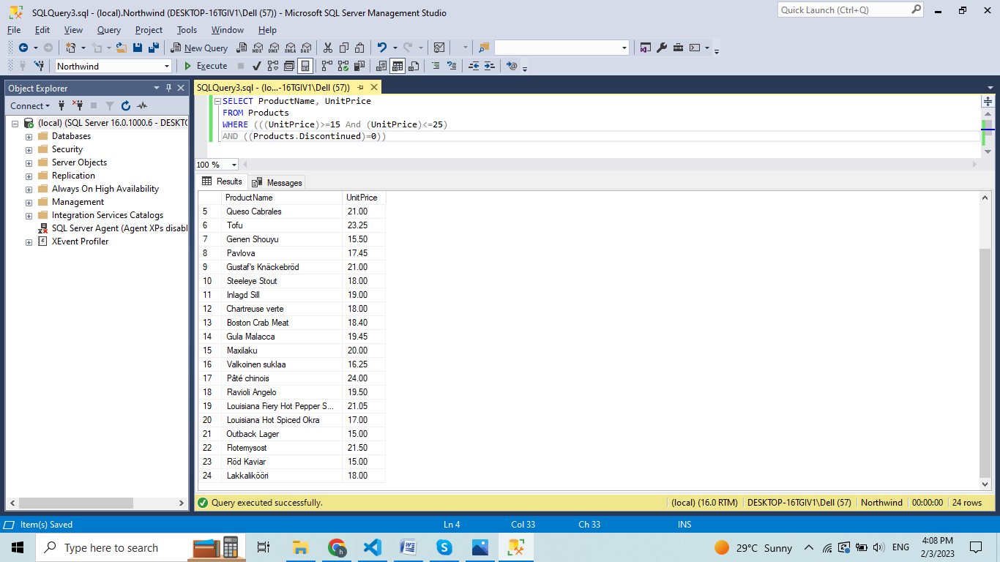 SQLQuery3.sql - (local).Northwind (DESKTOP-16TGIV1\Dell (57)) - Microsoft SQL Server Management Studio
Quick Launch (Ctrl+Q)
File Edit View Query Project Tools Window Help
New Query MDX DMX XMLA DAX
Northwind Execute
Object Explorer
SQLQuery3.sql - (lo...-16TGIV1\Dell (57))
Connect
(local) (SQL Server 16.0.1000.6 - DESKT
Databases
Security
Server Objects
Replication
Always On High Availability
Management
Integration Services Catalogs
SQL Server Agent (Agent XPs disabl
XEvent Profiler
SELECT ProductName, UnitPrice
FROM Products
WHERE (((UnitPrice)>=15 And (UnitPrice)<=25)
AND ((Products.Discontinued)=0))
100 %
Results Messages
ProductName UnitPrice
5 Queso Cabrales 21.00
6 Tofu 23.25
7 Genen Shouyu 15.50
8 Pavlova 17.45
9 Gustaf's Knäckebröd 21.00
10 Steeleye Stout 18.00
11 Inlagd Sill 19.00
12 Chartreuse verte 18.00
13 Boston Crab Meat 18.40
14 Gula Malacca 19.45
15 Maxilaku 20.00
16 Valkoinen suklaa 16.25
17 Pâté chinois 24.00
18 Ravioli Angelo 19.50
19 Louisiana Fiery Hot Pepper S... 21.05
20 Louisiana Hot Spiced Okra 17.00
21 Outback Lager 15.00
22 Flotemysost 21.50
23 Röd Kaviar 15.00
24 Lakkalikööri 18.00
Query executed successfully. (local) (16.0 RTM) DESKTOP-16TGIV1\Dell (57) Northwind 00:00:00 24 rows
Item(s) Saved Ln 4 Col 33 Ch 33 INS
Type here to search
29°C Sunny ENG
4:08 PM
2/3/2023